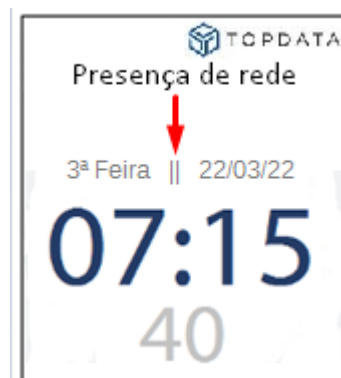 TOPDATA
Presença de rede
3ª Feira || 22/03/22
07:15
40